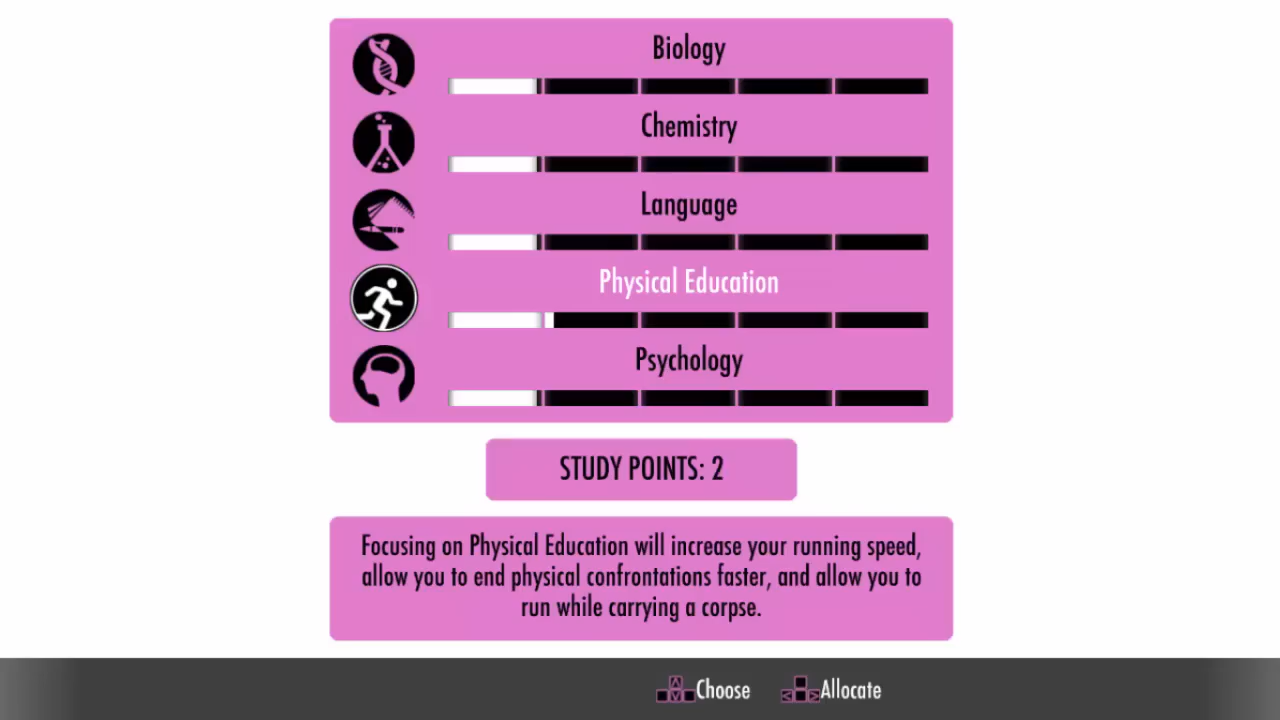 Biology
Chemistry
Language
Physical Education
Psychology
STUDY POINTS: 2
Focusing on Physical Education will increase your running speed,
allow you to end physical confrontations faster, and allow you to
run while carrying a corpse.
Choose
Allocate